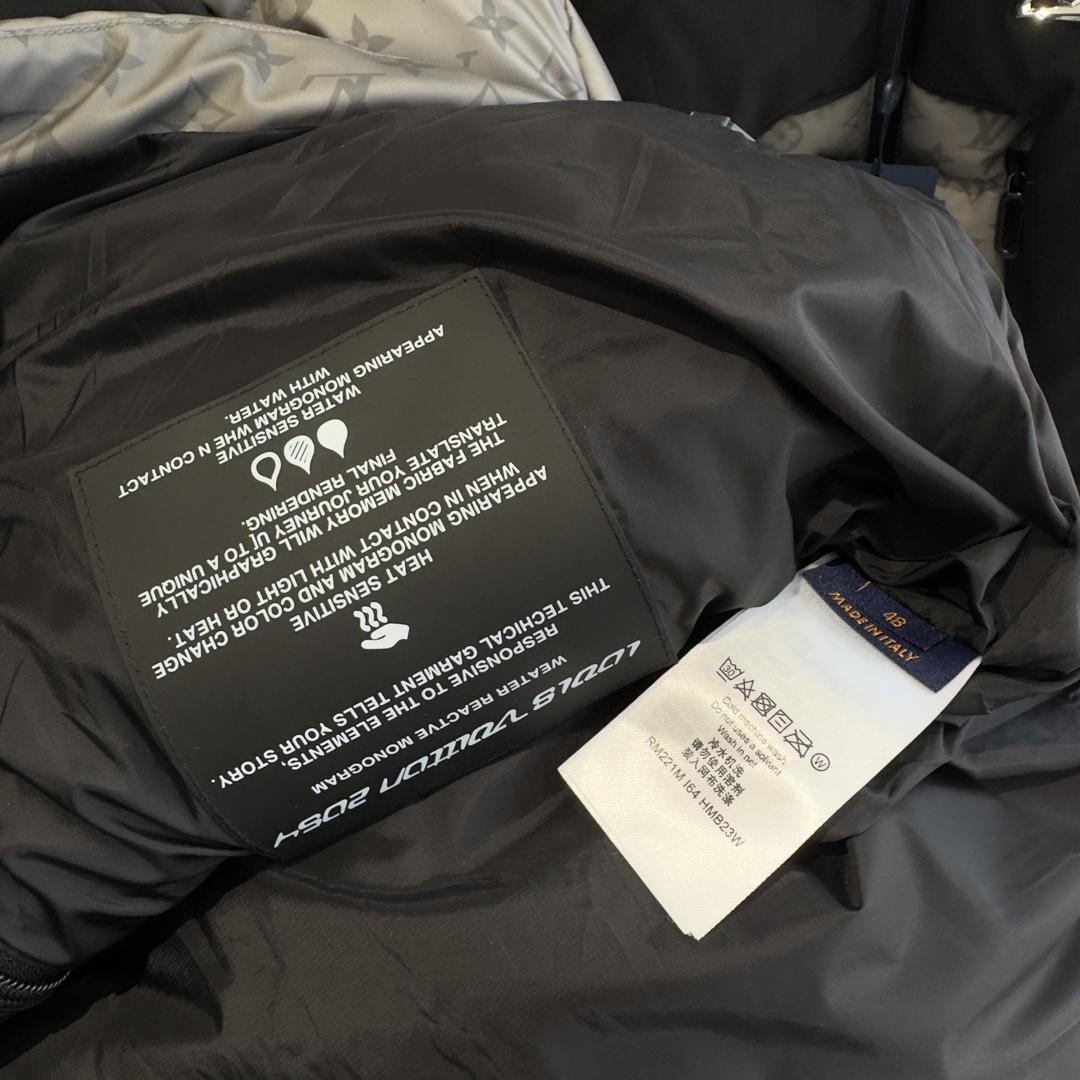 LOUIS VUITTON 2054
WEATER REACTVE MONOGRAM
RESPONSIVE TO THE ELEMENTS,
THIS TECHICAL GARMENT TELLS YOUR STORY.
HEAT SENSITIVE
APPEARING MONOGRAM AND COLOR CHANGE
WHEN IN CONTACT WITH LIGHT OR HEAT.
THE FABRIC MEMORY WILL GRAPHICALLY
TRANSLATE YOUR JOURNEY U[ TO A UNIQUE
FINAL RENDERING.
WATER SENSITIVE
APPEARING MONOGRAM WHE N CONTACT
WITH WATER.
48
MADE IN ITALY
30
W
Cold machine wash
Do not uses a solvent
Wash in net
冷水机洗
请勿使用溶剂
装入网布洗涤
RM221M I64 HMB23W